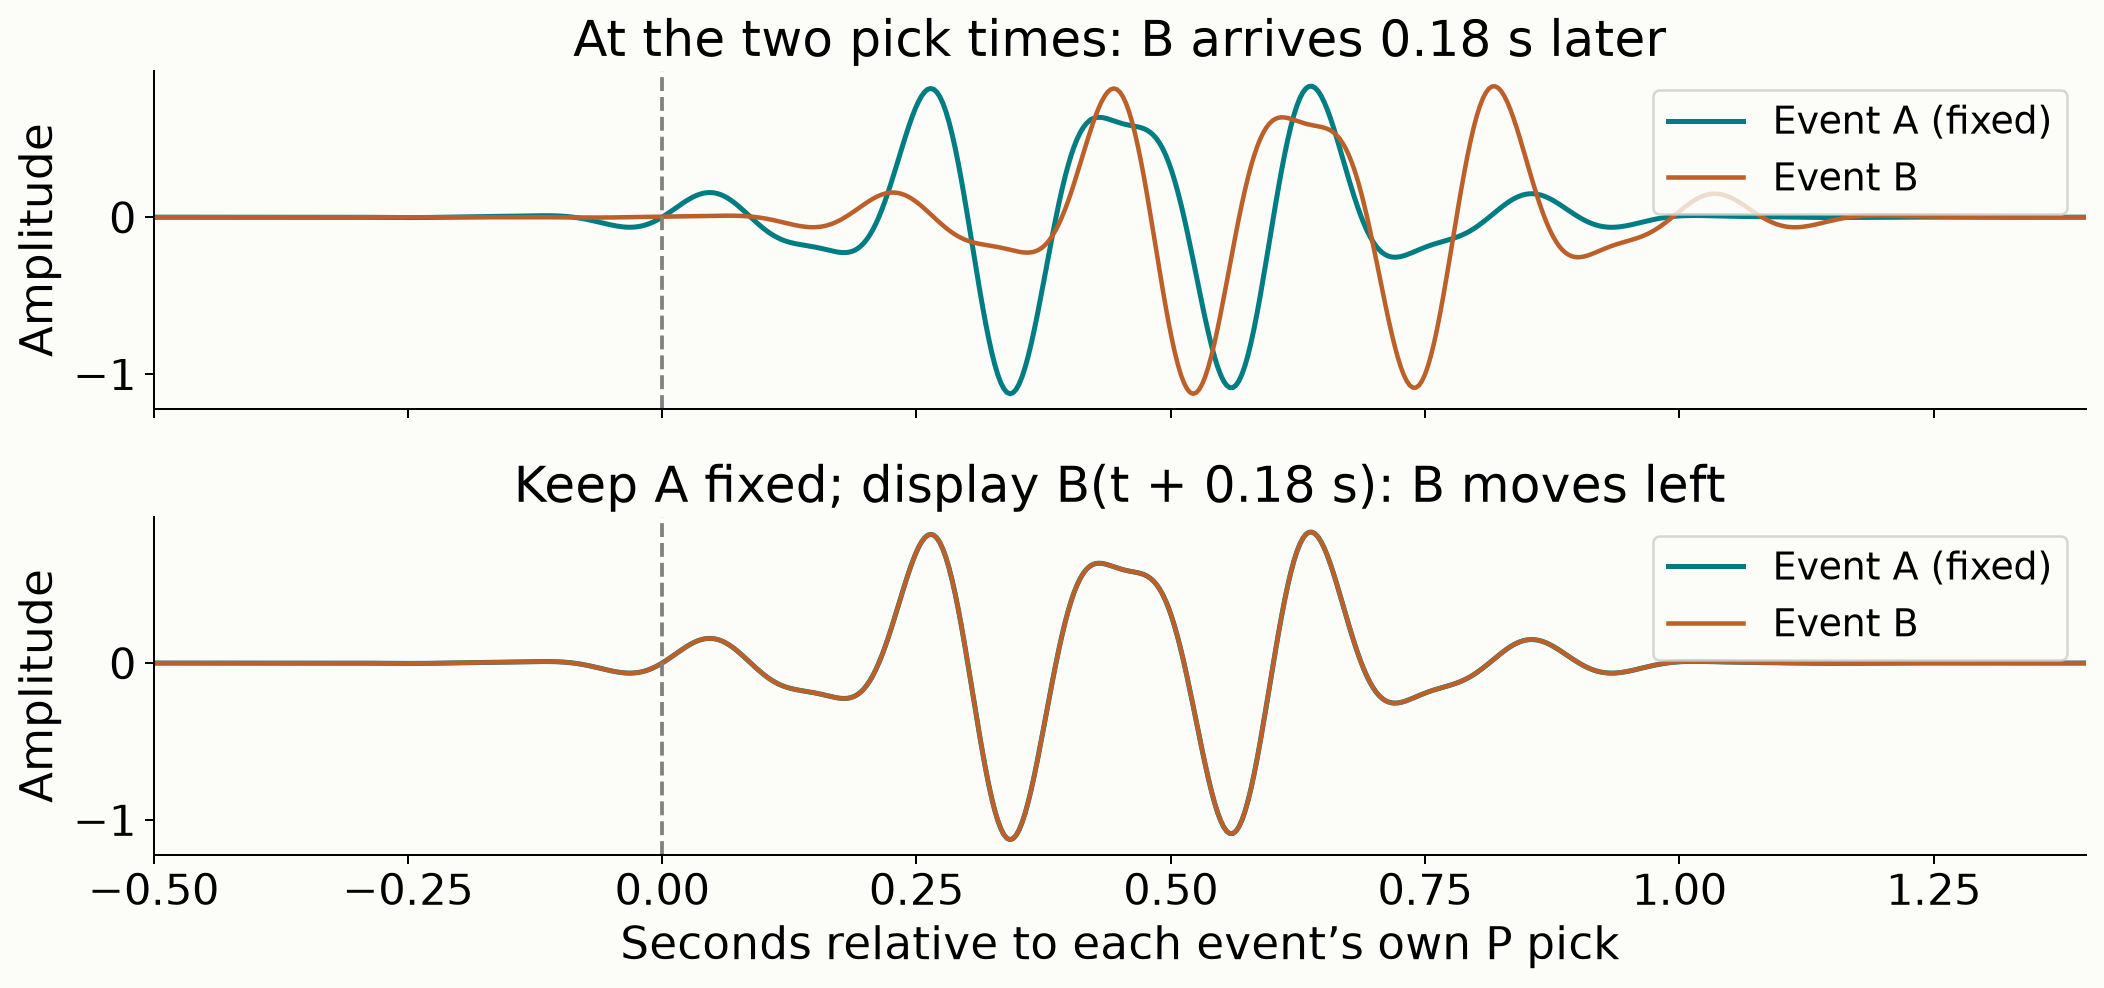 At the two pick times: B arrives 0.18 s later
Amplitude
0
−1
Event A (fixed)
Event B
Keep A fixed; display B(t + 0.18 s): B moves left
Amplitude
0
−1
Event A (fixed)
Event B
−0.50 −0.25 0.00 0.25 0.50 0.75 1.00 1.25
Seconds relative to each event’s own P pick